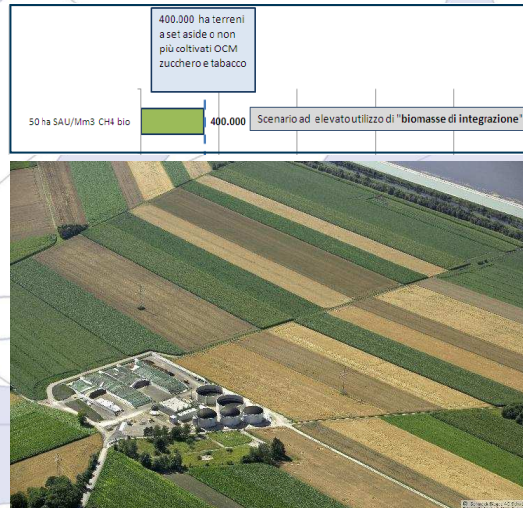 400.000 ha terreni
a set aside o non
più coltivati OCM
zucchero e tabacco
50 ha SAU/Mm3 CH4 bio
400.000
Scenario ad elevato utilizzo di "biomasse di integrazione"